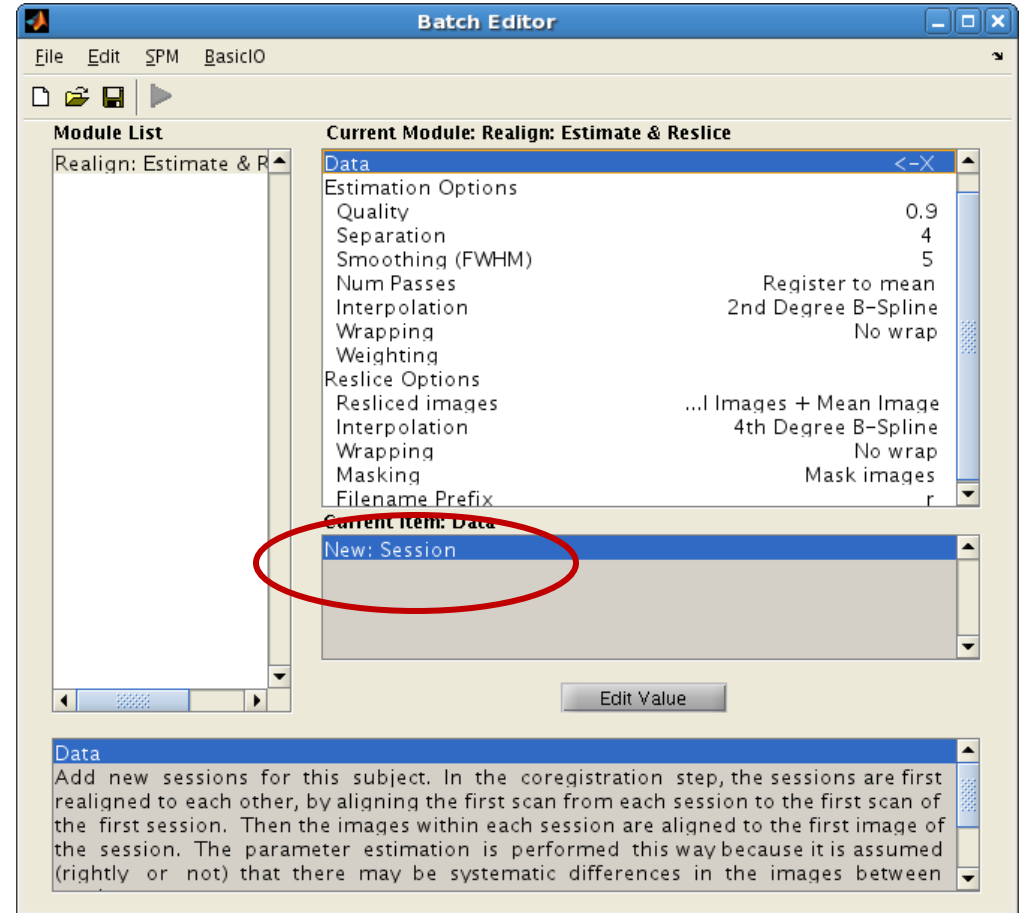 Batch Editor
File Edit SPM BasicIO
Module List
Current Module: Realign: Estimate & Reslice
Realign: Estimate & R
Data <-X
Estimation Options
Quality 0.9
Separation 4
Smoothing (FWHM) 5
Num Passes Register to mean
Interpolation 2nd Degree B-Spline
Wrapping No wrap
Weighting
Reslice Options
Resliced images ...l Images + Mean Image
Interpolation 4th Degree B-Spline
Wrapping No wrap
Masking Mask images
Filename Prefix r
Current Item: Data
New: Session
Edit Value
Data
Add new sessions for this subject. In the coregistration step, the sessions are first
realigned to each other, by aligning the first scan from each session to the first scan of
the first session. Then the images within each session are aligned to the first image of
the session. The parameter estimation is performed this way because it is assumed
(rightly or not) that there may be systematic differences in the images between